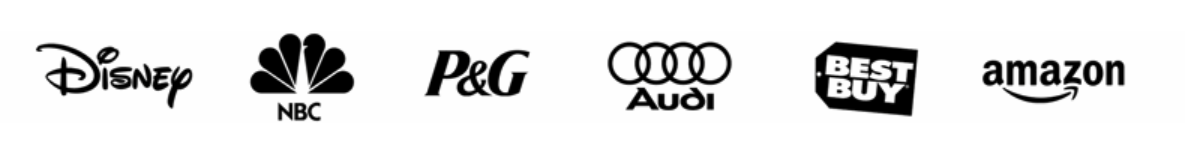 Disney
NBC
P&G
Audi
BEST
BUY
amazon